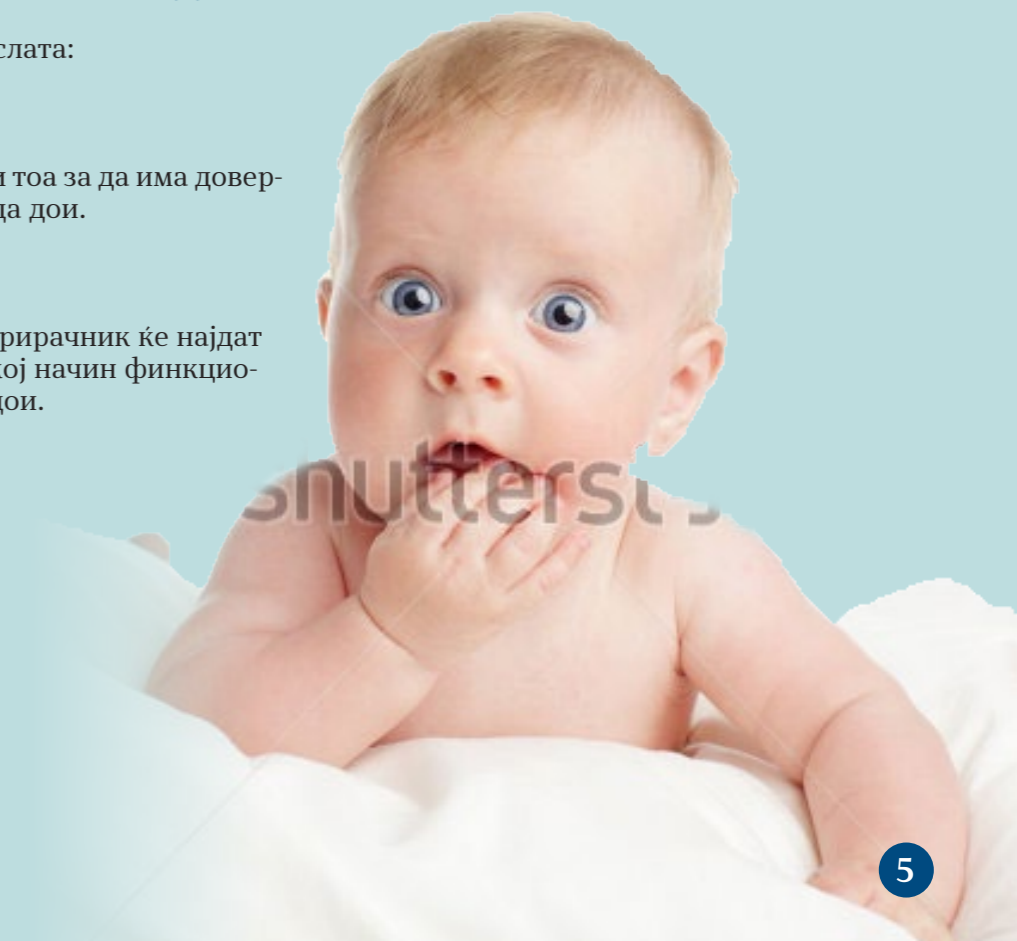 слата:
и тоа за да има довер-
да дои.
рирачник ќе најдат
кој начин финкцио-
дои.
shutterst
5